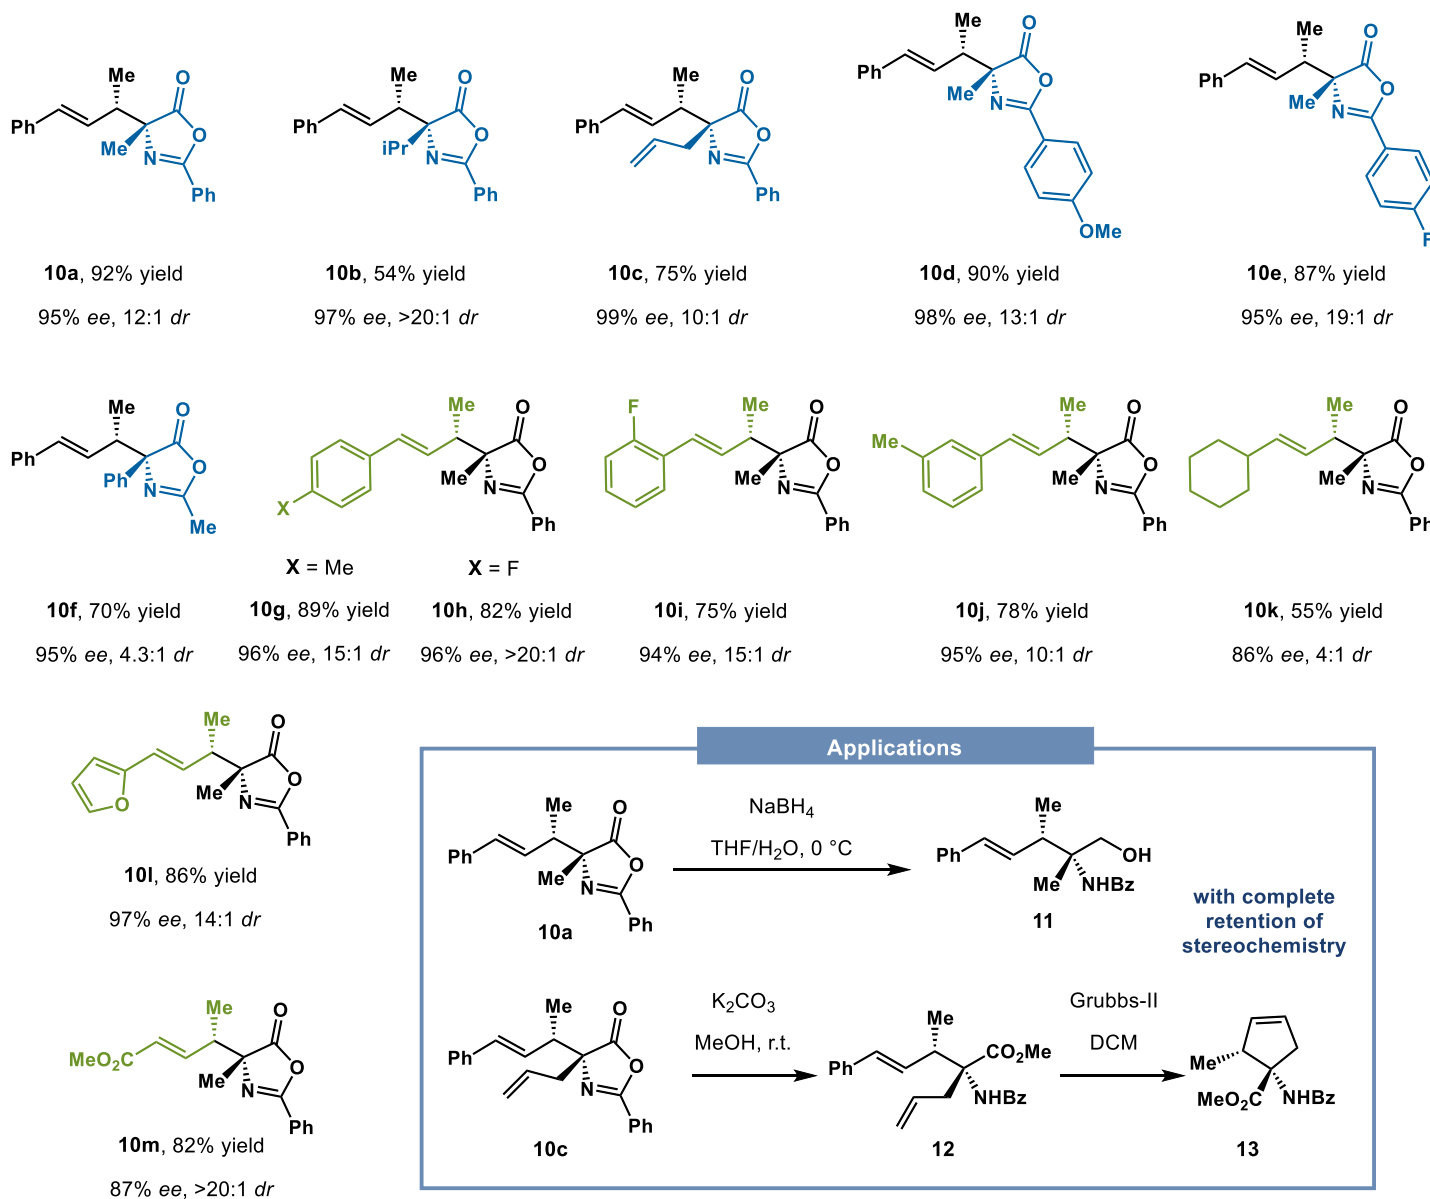 Me O Me O Me O Me O Me O
Ph Me N O Ph
Ph iPr N O Ph
Ph N O Ph
Ph Me N O OMe
Ph Me N O F
10a, 92% yield
95% ee, 12:1 dr
10b, 54% yield
97% ee, >20:1 dr
10c, 75% yield
99% ee, 10:1 dr
10d, 90% yield
98% ee, 13:1 dr
10e, 87% yield
95% ee, 19:1 dr
Me O Ph Ph N O Me
Me O X Me N O Ph
F Me O Me N O Ph
Me Me O Me N O Ph
Me O Me N O Ph
X = Me
X = F
10f, 70% yield
95% ee, 4.3:1 dr
10g, 89% yield
96% ee, 15:1 dr
10h, 82% yield
96% ee, >20:1 dr
10i, 75% yield
94% ee, 15:1 dr
10j, 78% yield
95% ee, 10:1 dr
10k, 55% yield
86% ee, 4:1 dr
Me O O Me N O Ph
10l, 86% yield
97% ee, 14:1 dr
Me O MeO2C Me N O Ph
10m, 82% yield
87% ee, >20:1 dr
Applications
Me O Ph Me N O Ph
10a
NaBH4
THF/H2O, 0 °C
Me Ph OH Me NHBz
11
with complete
retention of
stereochemistry
Me O Ph N O Ph
10c
K2CO3
MeOH, r.t.
Me Ph CO2Me NHBz
12
Grubbs-II
DCM
Me MeO2C NHBz
13